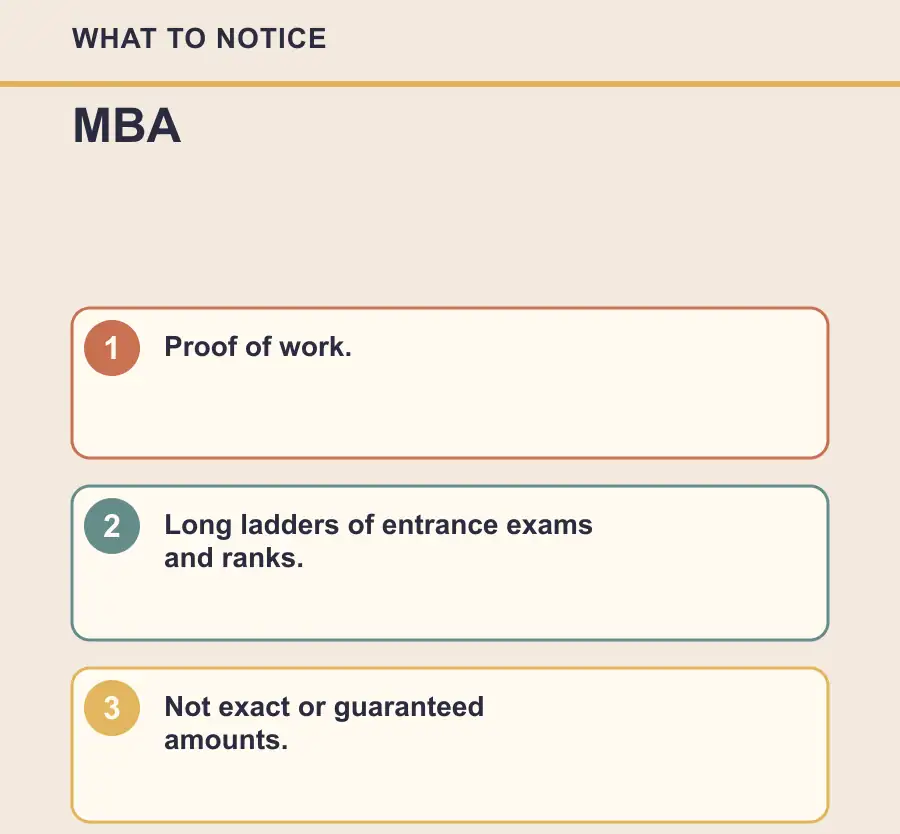 WHAT TO NOTICE
MBA
1
Proof of work.
2
Long ladders of entrance exams
and ranks.
3
Not exact or guaranteed
amounts.